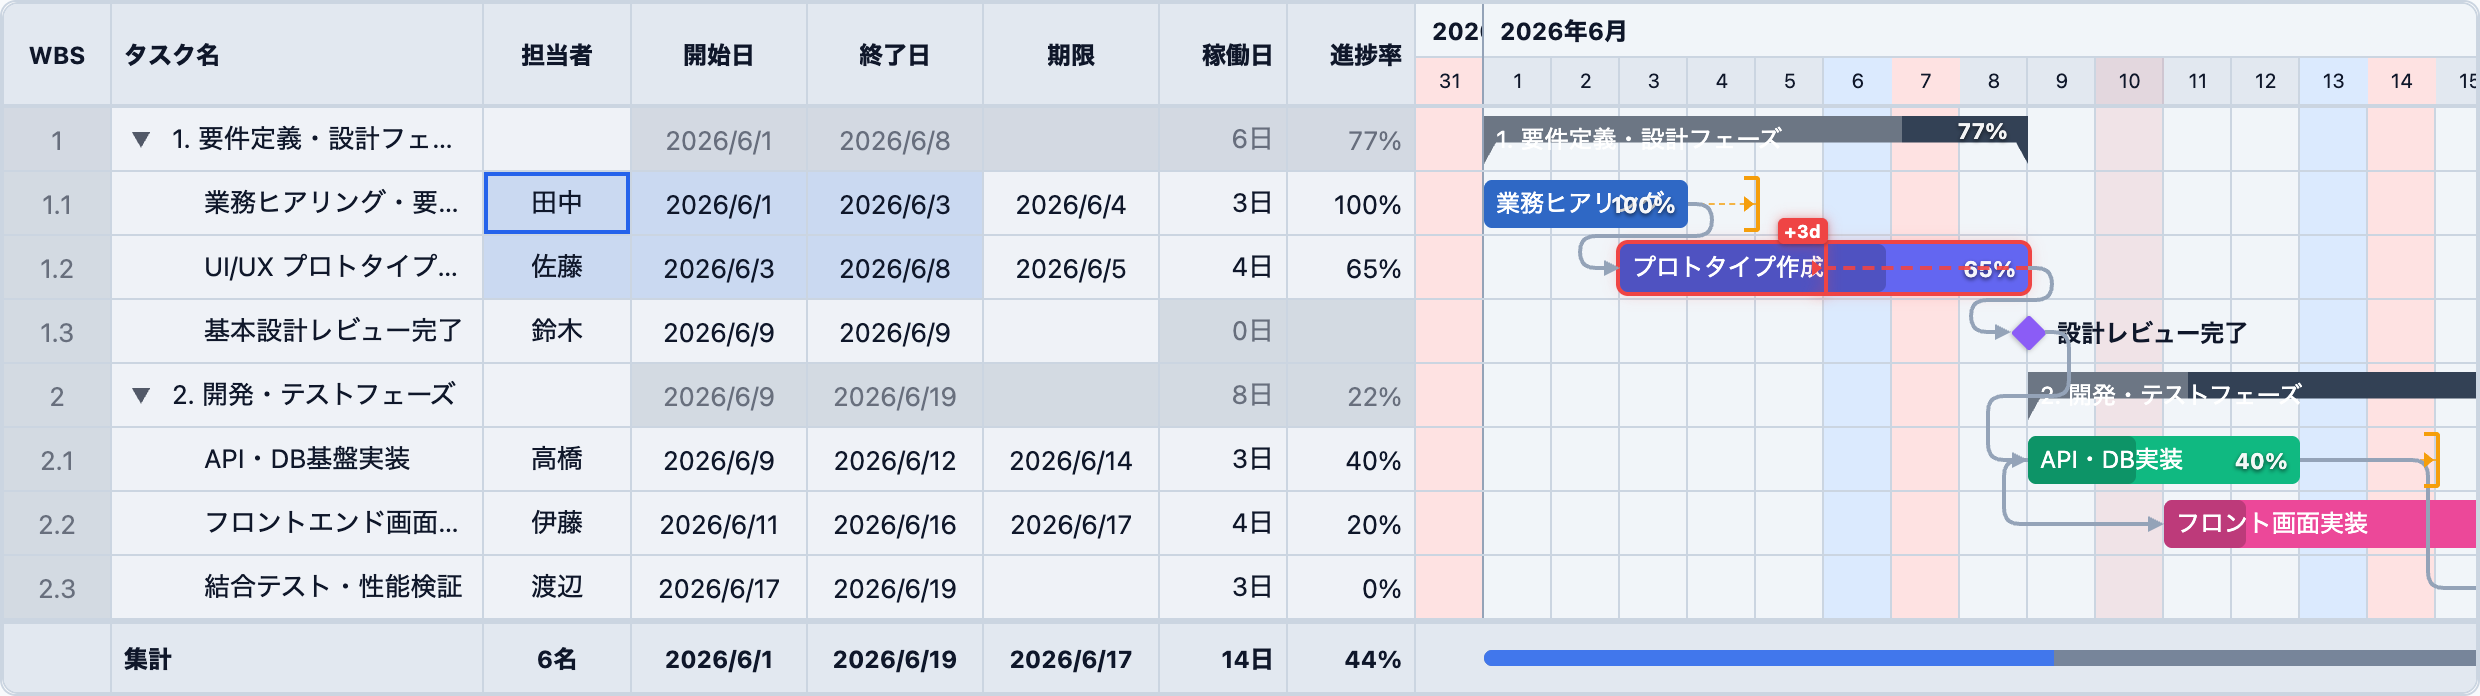 WBS タスク名 担当者 開始日 終了日 期限 稼働日 進捗率 2026年6月
31 1 2 3 4 5 6 7 8 9 10 11 12 13 14 15
1 ▼ 1. 要件定義・設計フェ... 2026/6/1 2026/6/8 6日 77% 1. 要件定義・設計フェーズ 77%
1.1 業務ヒアリング・要... 田中 2026/6/1 2026/6/3 2026/6/4 3日 100% 業務ヒアリング 100%
+3d
1.2 UI/UX プロトタイプ... 佐藤 2026/6/3 2026/6/8 2026/6/5 4日 65% プロトタイプ作成 65%
1.3 基本設計レビュー完了 鈴木 2026/6/9 2026/6/9 0日 設計レビュー完了
2 ▼ 2. 開発・テストフェーズ 2026/6/9 2026/6/19 8日 22% 2. 開発・テストフェーズ
2.1 API・DB基盤実装 高橋 2026/6/9 2026/6/12 2026/6/14 3日 40% API・DB実装 40%
2.2 フロントエンド画面... 伊藤 2026/6/11 2026/6/16 2026/6/17 4日 20% フロント画面実装
2.3 結合テスト・性能検証 渡辺 2026/6/17 2026/6/19 3日 0%
集計 6名 2026/6/1 2026/6/19 2026/6/17 14日 44%